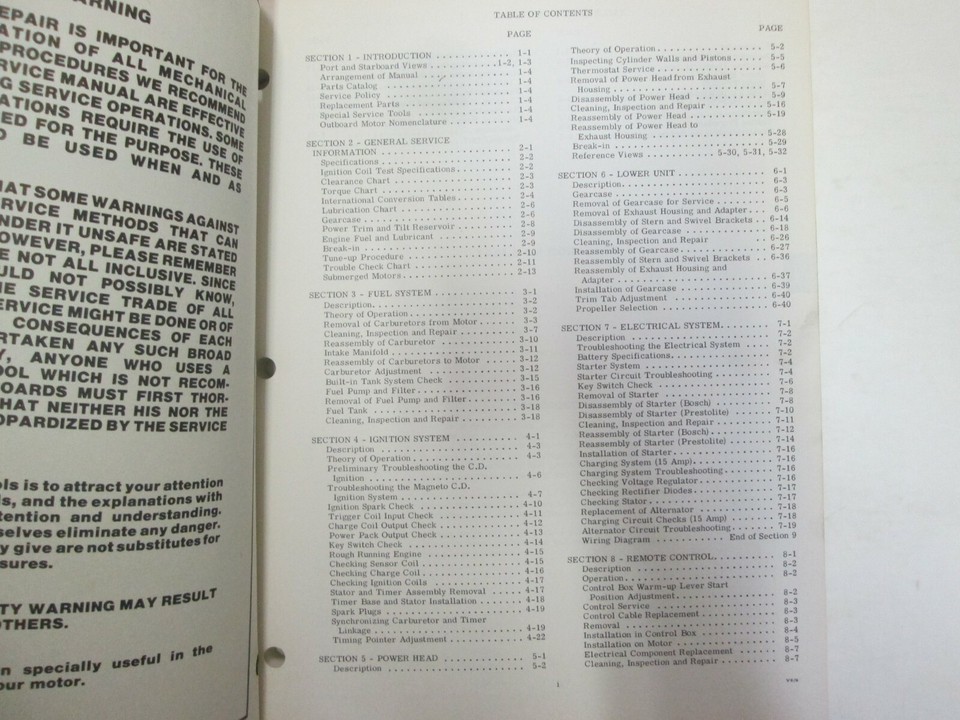 ARNING
EPAIR IS IMPORTANT FOR THE
ATION OF ALL MECHANICAL
PROCEDURES WE RECOMMEND
RVICE MANUAL ARE EFFECTIVE
G SERVICE OPERATIONS. SOME
ATIONS REQUIRE THE USE OF
ED FOR THE PURPOSE. THESE
D BE USED WHEN AND AS
HAT SOME WARNINGS AGAINST
RVICE METHODS THAT CAN
NDER IT UNSAFE ARE STATED
OWEVER, PLEASE REMEMBER
E NOT ALL INCLUSIVE. SINCE
ULD NOT POSSIBLY KNOW,
HE SERVICE TRADE OF ALL
ERVICE MIGHT BE DONE OR OF
CONSEQUENCES OF EACH
RTAKEN ANY SUCH BROAD
Y, ANYONE WHO USES A
OOL WHICH IS NOT RECOM-
BOARDS MUST FIRST THOR-
HAT NEITHER HIS NOR THE
OPARDIZED BY THE SERVICE
ols is to attract your attention
ls, and the explanations with
tention and understanding.
selves eliminate any danger.
y give are not substitutes for
sures.
TY WARNING MAY RESULT
OTHERS.
n specially useful in the
our motor.
TABLE OF CONTENTS
PAGE
SECTION 1 - INTRODUCTION . . . . . . . . . . 1-1
Port and Starboard Views . . . . . . . . . 1-2, 1-3
Arrangement of Manual . . . . . . . . . . 1-4
Parts Catalog . . . . . . . . . . 1-4
Service Policy . . . . . . . . . . 1-4
Replacement Parts . . . . . . . . . . 1-4
Special Service Tools . . . . . . . . . . 1-4
Outboard Motor Nomenclature . . . . . . . . 1-4
SECTION 2 - GENERAL SERVICE
INFORMATION . . . . . . . . . . 2-1
Specifications . . . . . . . . . . 2-2
Ignition Coil Test Specifications . . . . . . . 2-2
Clearance Chart . . . . . . . . . . 2-3
Torque Chart . . . . . . . . . . 2-3
International Conversion Tables . . . . . . . 2-4
Lubrication Chart . . . . . . . . . . 2-6
Gearcase . . . . . . . . . . 2-6
Power Trim and Tilt Reservoir . . . . . . . . 2-8
Engine Fuel and Lubricant . . . . . . . . . 2-9
Break-in . . . . . . . . . . 2-9
Tune-up Procedure . . . . . . . . . . 2-10
Trouble Check Chart . . . . . . . . . . 2-11
Submerged Motors . . . . . . . . . . 2-13
SECTION 3 - FUEL SYSTEM . . . . . . . . . . 3-1
Description . . . . . . . . . . 3-2
Theory of Operation . . . . . . . . . . 3-2
Removal of Carburetors from Motor . . . . . . 3-3
Cleaning, Inspection and Repair . . . . . . . . 3-7
Reassembly of Carburetor . . . . . . . . . 3-10
Intake Manifold . . . . . . . . . . 3-11
Reassembly of Carburetors to Motor . . . . . . 3-12
Carburetor Adjustment . . . . . . . . . . 3-12
Built-in Tank System Check . . . . . . . . . 3-15
Fuel Pump and Filter . . . . . . . . . . 3-16
Removal of Fuel Pump and Filter . . . . . . . 3-16
Fuel Tank . . . . . . . . . . 3-18
Cleaning, Inspection and Repair . . . . . . . 3-18
SECTION 4 - IGNITION SYSTEM . . . . . . . . 4-1
Description . . . . . . . . . . 4-3
Theory of Operation . . . . . . . . . . 4-3
Preliminary Troubleshooting the C.D.
Ignition . . . . . . . . . . 4-6
Troubleshooting the Magneto C.D.
Ignition System . . . . . . . . . . 4-7
Ignition Spark Check . . . . . . . . . . 4-10
Trigger Coil Input Check . . . . . . . . . 4-11
Charge Coil Output Check . . . . . . . . . 4-12
Power Pack Output Check . . . . . . . . . 4-13
Key Switch Check . . . . . . . . . . 4-14
Rough Running Engine . . . . . . . . . . 4-15
Checking Sensor Coil . . . . . . . . . . 4-15
Checking Charge Coil . . . . . . . . . . 4-16
Checking Ignition Coils . . . . . . . . . . 4-17
Stator and Timer Assembly Removal . . . . . . 4-17
Timer Base and Stator Installation . . . . . . . 4-18
Spark Plugs . . . . . . . . . . 4-19
Synchronizing Carburetor and Timer
Linkage . . . . . . . . . . 4-19
Timing Pointer Adjustment . . . . . . . . . 4-22
SECTION 5 - POWER HEAD . . . . . . . . . . 5-1
Description . . . . . . . . . . 5-2
PAGE
Theory of Operation . . . . . . . . . . 5-2
Inspecting Cylinder Walls and Pistons . . . . . 5-5
Thermostat Service . . . . . . . . . . 5-6
Removal of Power Head from Exhaust
Housing . . . . . . . . . . 5-7
Disassembly of Power Head . . . . . . . . . 5-9
Cleaning, Inspection and Repair . . . . . . . 5-16
Reassembly of Power Head . . . . . . . . . 5-19
Reassembly of Power Head to
Exhaust Housing . . . . . . . . . . 5-28
Break-in . . . . . . . . . . 5-29
Reference Views . . . . . . . . . . 5-30, 5-31, 5-32
SECTION 6 - LOWER UNIT . . . . . . . . . . 6-1
Description . . . . . . . . . . 6-3
Gearcase . . . . . . . . . . 6-3
Removal of Gearcase for Service . . . . . . . 6-5
Removal of Exhaust Housing and Adapter . . . . 6-6
Disassembly of Stern and Swivel Brackets . . . 6-14
Disassembly of Gearcase . . . . . . . . . 6-18
Cleaning, Inspection and Repair . . 6-26
Reassembly of Gearcase . . . . . . . . . . 6-27
Reassembly of Stern and Swivel Brackets . . 6-36
Reassembly of Exhaust Housing and
Adapter . . . . . . . . . . 6-37
Installation of Gearcase . . . . . . . . . . 6-39
Trim Tab Adjustment . . . . . . . . . . 6-40
Propeller Selection . . . . . . . . . . 6-40
SECTION 7 - ELECTRICAL SYSTEM . . . . . . . 7-1
Description . . . . . . . . . . 7-2
Troubleshooting the Electrical System . . . . 7-2
Battery Specifications . . . . . . . . . . 7-2
Starter System . . . . . . . . . . 7-4
Starter Circuit Troubleshooting . . . . . . . 7-4
Key Switch Check . . . . . . . . . . 7-6
Removal of Starter . . . . . . . . . . 7-8
Disassembly of Starter (Bosch) . . . . . . . . 7-8
Disassembly of Starter (Prestolite) . . . . . . 7-10
Cleaning, Inspection and Repair . . . . . . . 7-11
Reassembly of Starter (Bosch) . . . . . . . . 7-12
Reassembly of Starter (Prestolite) . . . . . . 7-14
Installation of Starter . . . . . . . . . . 7-16
Charging System (15 Amp) . . . . . . . . . 7-16
Charging System Troubleshooting . . . . . . . 7-16
Checking Voltage Regulator . . . . . . . . . 7-16
Checking Rectifier Diodes . . . . . . . . . 7-17
Checking Stator . . . . . . . . . . 7-17
Replacement of Alternator . . . . . . . . . 7-18
Charging Circuit Checks (15 Amp) . . . . . . 7-18
Alternator Circuit Troubleshooting . . . . . . 7-19
Wiring Diagram . . . . . . . . . . End of Section 9
SECTION 8 - REMOTE CONTROL . . . . . . . . 8-1
Description . . . . . . . . . . 8-2
Operation . . . . . . . . . . 8-2
Control Box Warm-up Lever Start
Position Adjustment . . . . . . . . . . 8-2
Control Service . . . . . . . . . . 8-3
Control Cable Replacement . . . . . . . . . 8-3
Removal . . . . . . . . . . 8-3
Installation in Control Box . . . . . . . . . 8-4
Installation on Motor . . . . . . . . . . 8-5
Electrical Component Replacement . . . . . . 8-7
Cleaning, Inspection and Repair . . . . . . . 8-7
i